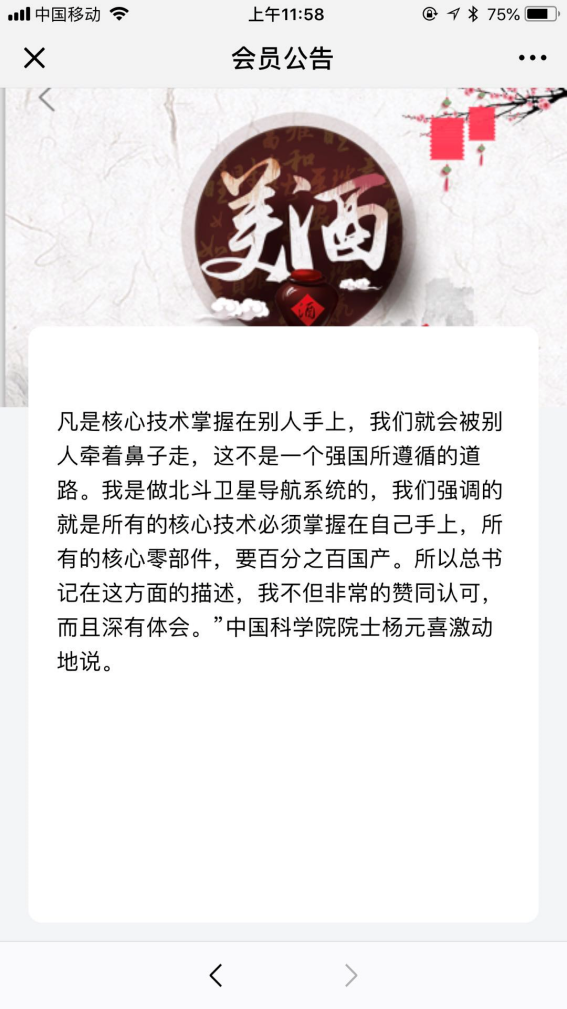 中国移动 上午11:58 75%
会员公告
美酒
酒
凡是核心技术掌握在别人手上，我们就会被别
人牵着鼻子走，这不是一个强国所遵循的道
路。我是做北斗卫星导航系统的，我们强调的
就是所有的核心技术必须掌握在自己手上，所
有的核心零部件，要百分之百国产。所以总书
记在这方面的描述，我不但非常的赞同认可，
而且深有体会。”中国科学院院士杨元喜激动
地说。